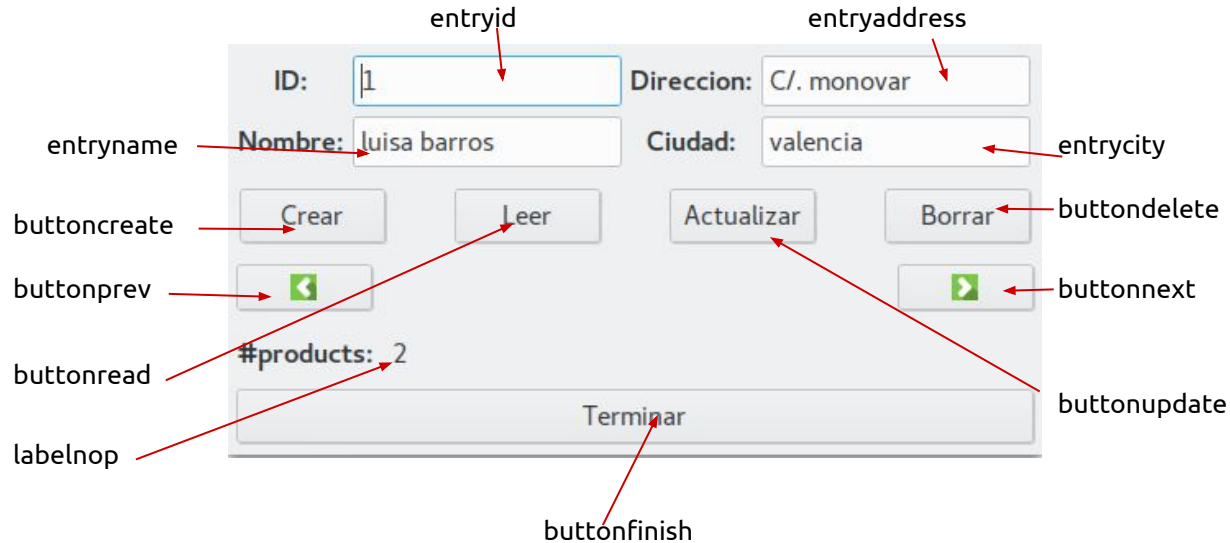 entryid
entryaddress
ID: 1 Direccion: C/. monovar
entryname
Nombre: luisa barros Ciudad: valencia
entrycity
buttoncreate
Crear Leer Actualizar Borrar
buttondelete
buttonprev
buttonnext
#products: 2
buttonread
buttonupdate
Terminar
labelnop
buttonfinish